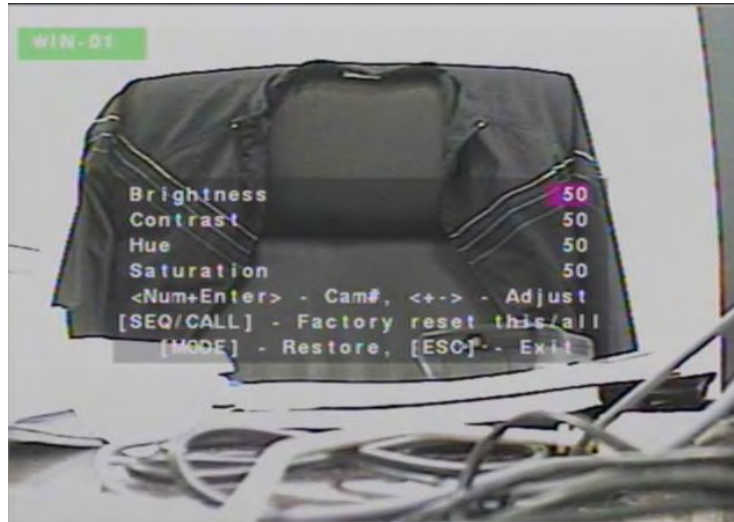 WIN-01
Brightness 50
Contrast 50
Hue 50
Saturation 50
<Num+Enter> - Cam#, <+-> - Adjust
[SEQ/CALL] - Factory reset this/all
[MODE] - Restore, [ESC] - Exit